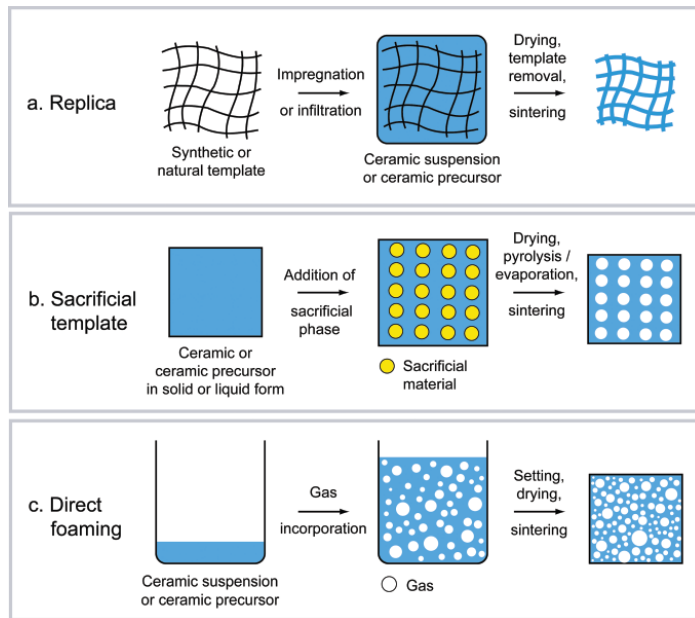 a. Replica
Synthetic or
natural template
Impregnation
or infiltration
Ceramic suspension
or ceramic precursor
Drying,
template
removal,
sintering
b. Sacrificial
template
Ceramic or
ceramic precursor
in solid or liquid form
Addition of
sacrificial
phase
Sacrificial
material
Drying,
pyrolysis /
evaporation,
sintering
c. Direct
foaming
Ceramic suspension
or ceramic precursor
Gas
incorporation
Gas
Setting,
drying,
sintering